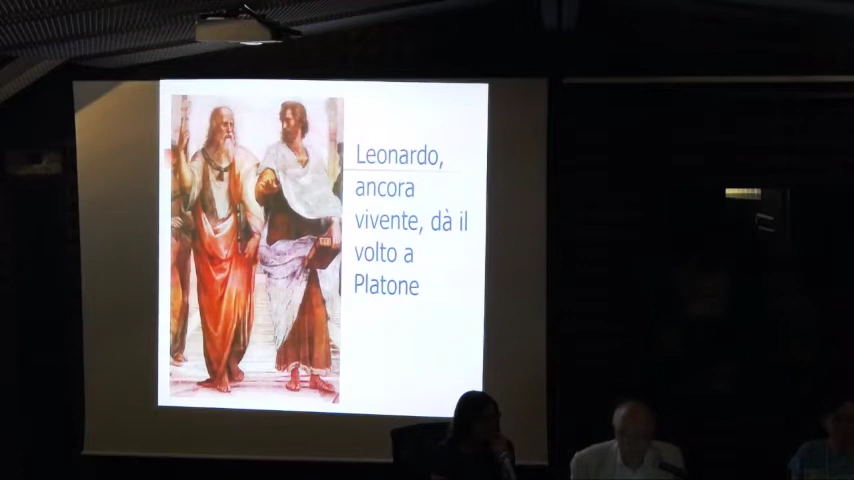 Leonardo,
ancora
vivente, dà il
volto a
Platone